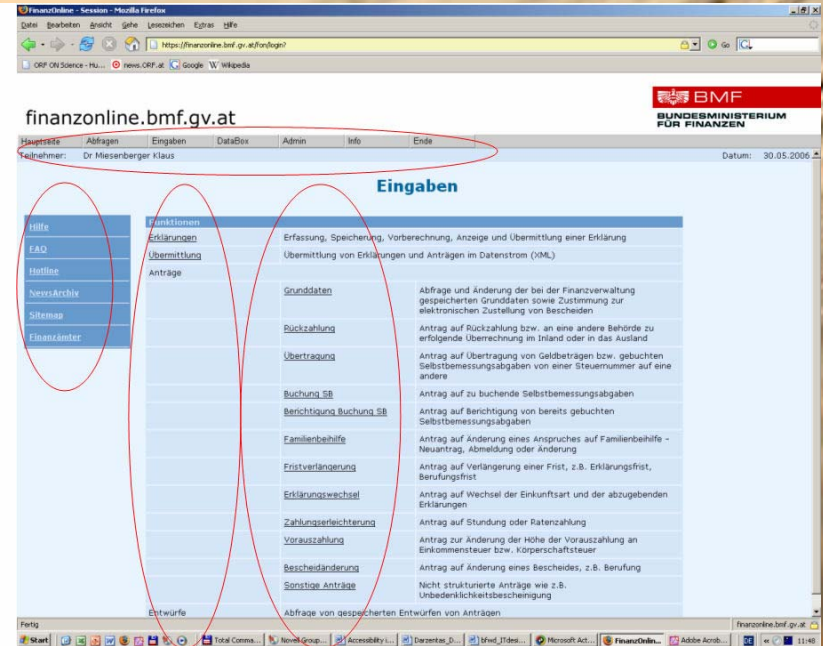 FinanzOnline - Session - Mozilla Firefox
Datei Bearbeiten Ansicht Gehe Lesezeichen Extras Hilfe
https://finanzonline.bmf.gv.at/fon/login? Go
ORF ON Science - Hu... news.ORF.at Google Wikipedia
BMF
finanzonline.bmf.gv.at
BUNDESMINISTERIUM
FÜR FINANZEN
Hauptseite Abfragen Eingaben DataBox Admin Info Ende
Teilnehmer: Dr Miesenberger Klaus Datum: 30.05.2006
Eingaben
Hilfe
FAQ
Hotline
NewsArchiv
Sitemap
Finanzämter
Funktionen
Erklärungen Erfassung, Speicherung, Vorberechnung, Anzeige und Übermittlung einer Erklärung
Übermittlung Übermittlung von Erklärungen und Anträgen im Datenstrom (XML)
Anträge
Grunddaten Abfrage und Änderung der bei der Finanzverwaltung
gespeicherten Grunddaten sowie Zustimmung zur
elektronischen Zustellung von Bescheiden
Rückzahlung Antrag auf Rückzahlung bzw. an eine andere Behörde zu
erfolgende Überrechnung im Inland oder in das Ausland
Übertragung Antrag auf Übertragung von Geldbeträgen bzw. gebuchten
Selbstbemessungsabgaben von einer Steuernummer auf eine
andere
Buchung SB Antrag auf zu buchende Selbstbemessungsabgaben
Berichtigung Buchung SB Antrag auf Berichtigung von bereits gebuchten
Selbstbemessungsabgaben
Familienbeihilfe Antrag auf Änderung eines Anspruches auf Familienbeihilfe -
Neuantrag, Abmeldung oder Änderung
Fristverlängerung Antrag auf Verlängerung einer Frist, z.B. Erklärungsfrist,
Berufungsfrist
Erklärungswechsel Antrag auf Wechsel der Einkunftsart und der abzugebenden
Erklärungen
Zahlungserleichterung Antrag auf Stundung oder Ratenzahlung
Vorauszahlung Antrag zur Änderung der Höhe der Vorauszahlung an
Einkommensteuer bzw. Körperschaftsteuer
Bescheidänderung Antrag auf Änderung eines Bescheides, z.B. Berufung
Sonstige Anträge Nicht strukturierte Anträge wie z.B.
Unbedenklichkeitsbescheinigung
Entwürfe Abfrage von gespeicherten Entwürfen von Anträgen
Fertig finanzonline.bmf.gv.at
Start Total Comma... Novell Group... Accessibility i... Darzentas_D... bfwd_ITdesi... Microsoft Act... FinanzOnlin... Adobe Acrob... DE 11:48